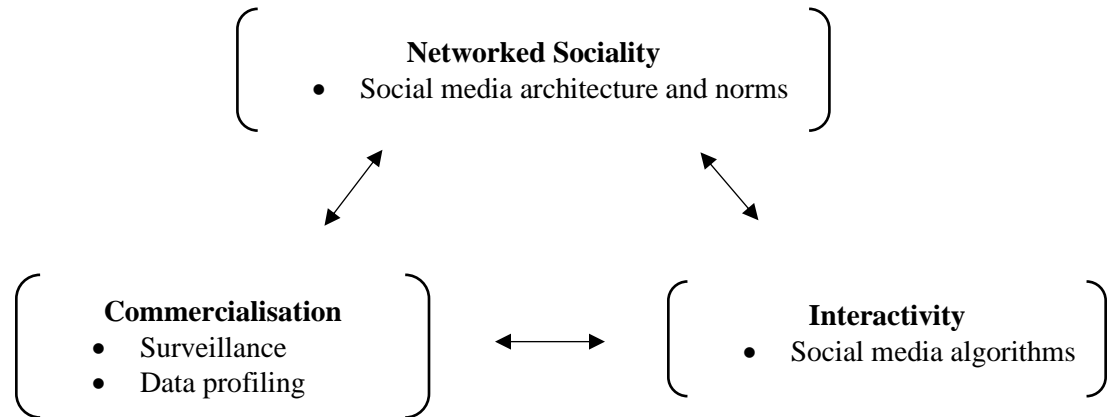 Networked Sociality
• Social media architecture and norms
Commercialisation
• Surveillance
• Data profiling
Interactivity
• Social media algorithms